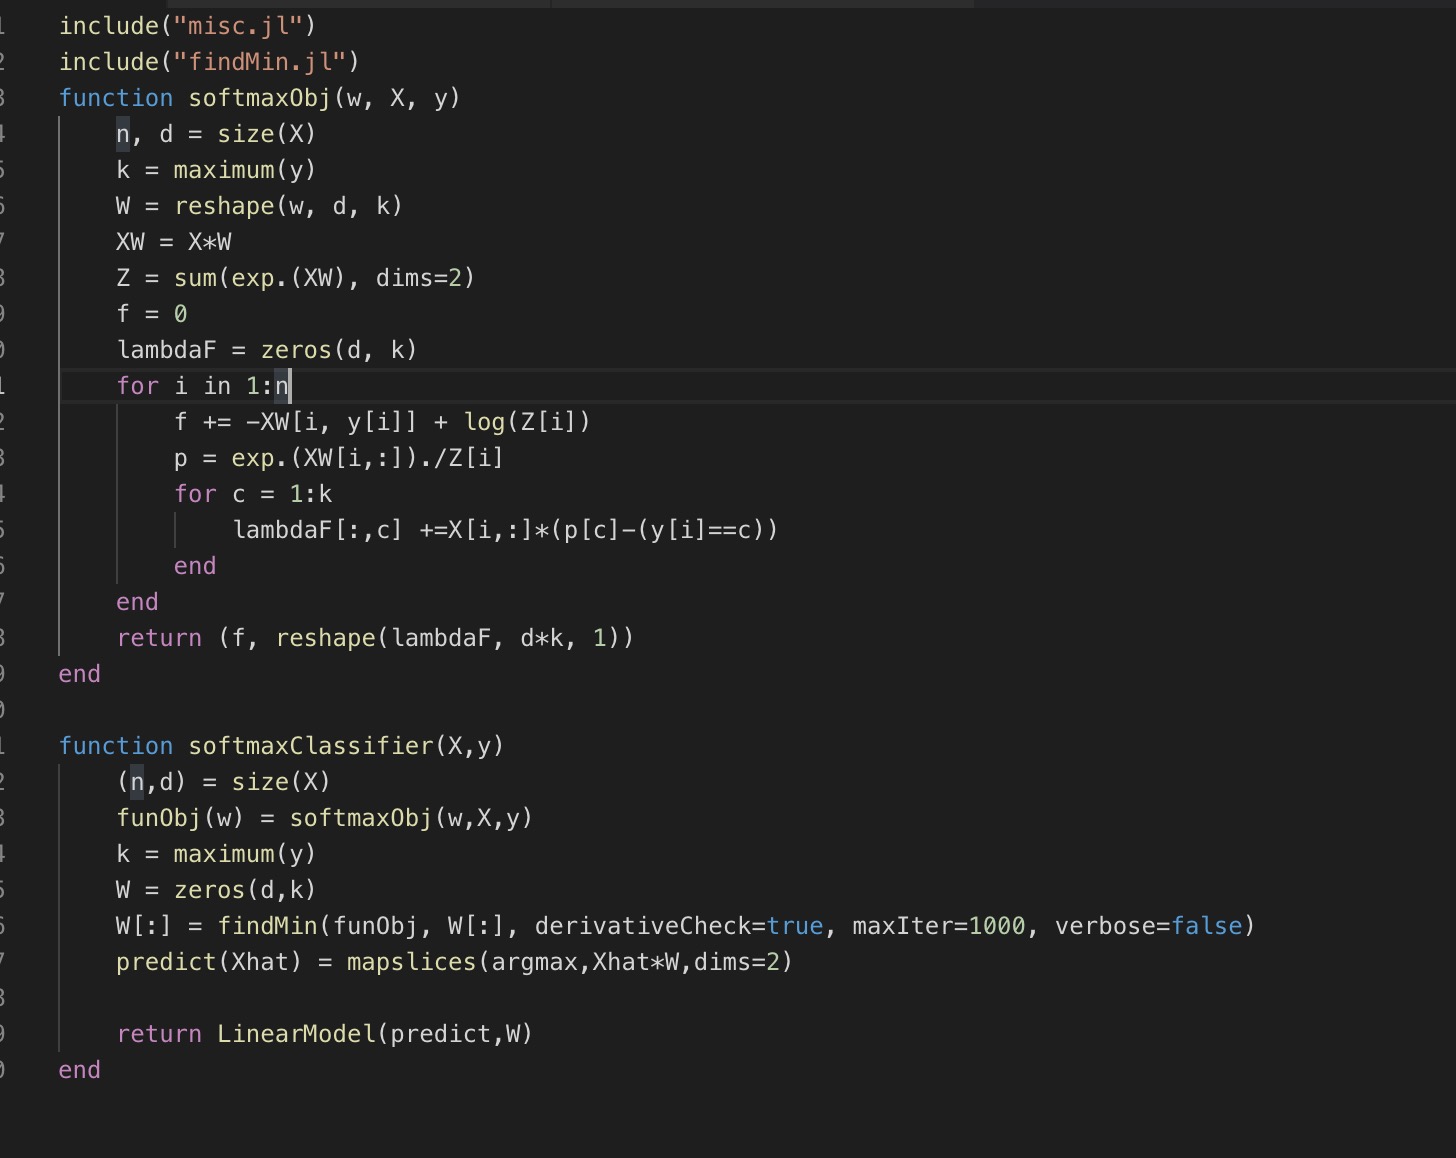 include("misc.jl")
include("findMin.jl")
function softmaxObj(w, X, y)
    n, d = size(X)
    k = maximum(y)
    W = reshape(w, d, k)
    XW = X*W
    Z = sum(exp.(XW), dims=2)
    f = 0
    lambdaF = zeros(d, k)
    for i in 1:n
        f += -XW[i, y[i]] + log(Z[i])
        p = exp.(XW[i,:])./Z[i]
        for c = 1:k
            lambdaF[:,c] +=X[i,:]*(p[c]-(y[i]==c))
        end
    end
    return (f, reshape(lambdaF, d*k, 1))
end

function softmaxClassifier(X,y)
    (n,d) = size(X)
    funObj(w) = softmaxObj(w,X,y)
    k = maximum(y)
    W = zeros(d,k)
    W[:] = findMin(funObj, W[:], derivativeCheck=true, maxIter=1000, verbose=false)
    predict(Xhat) = mapslices(argmax,Xhat*W,dims=2)

    return LinearModel(predict,W)
end